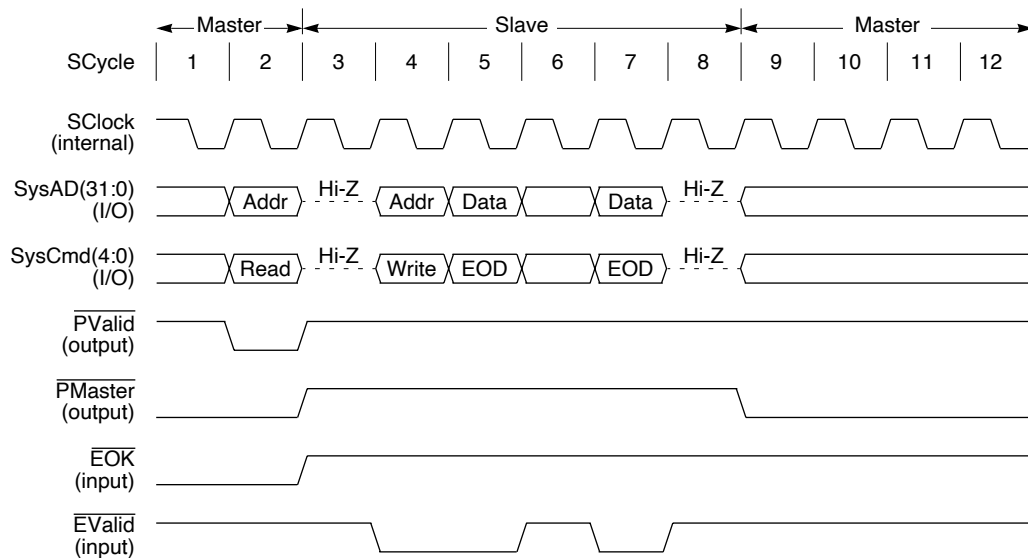 Master Slave Master
SCycle 1 2 3 4 5 6 7 8 9 10 11 12
SClock
(internal)
SysAD(31:0)
(I/O)
Addr Hi-Z Addr Data Data Hi-Z
SysCmd(4:0)
(I/O)
Read Hi-Z Write EOD EOD Hi-Z
PValid
(output)
PMaster
(output)
EOK
(input)
EValid
(input)